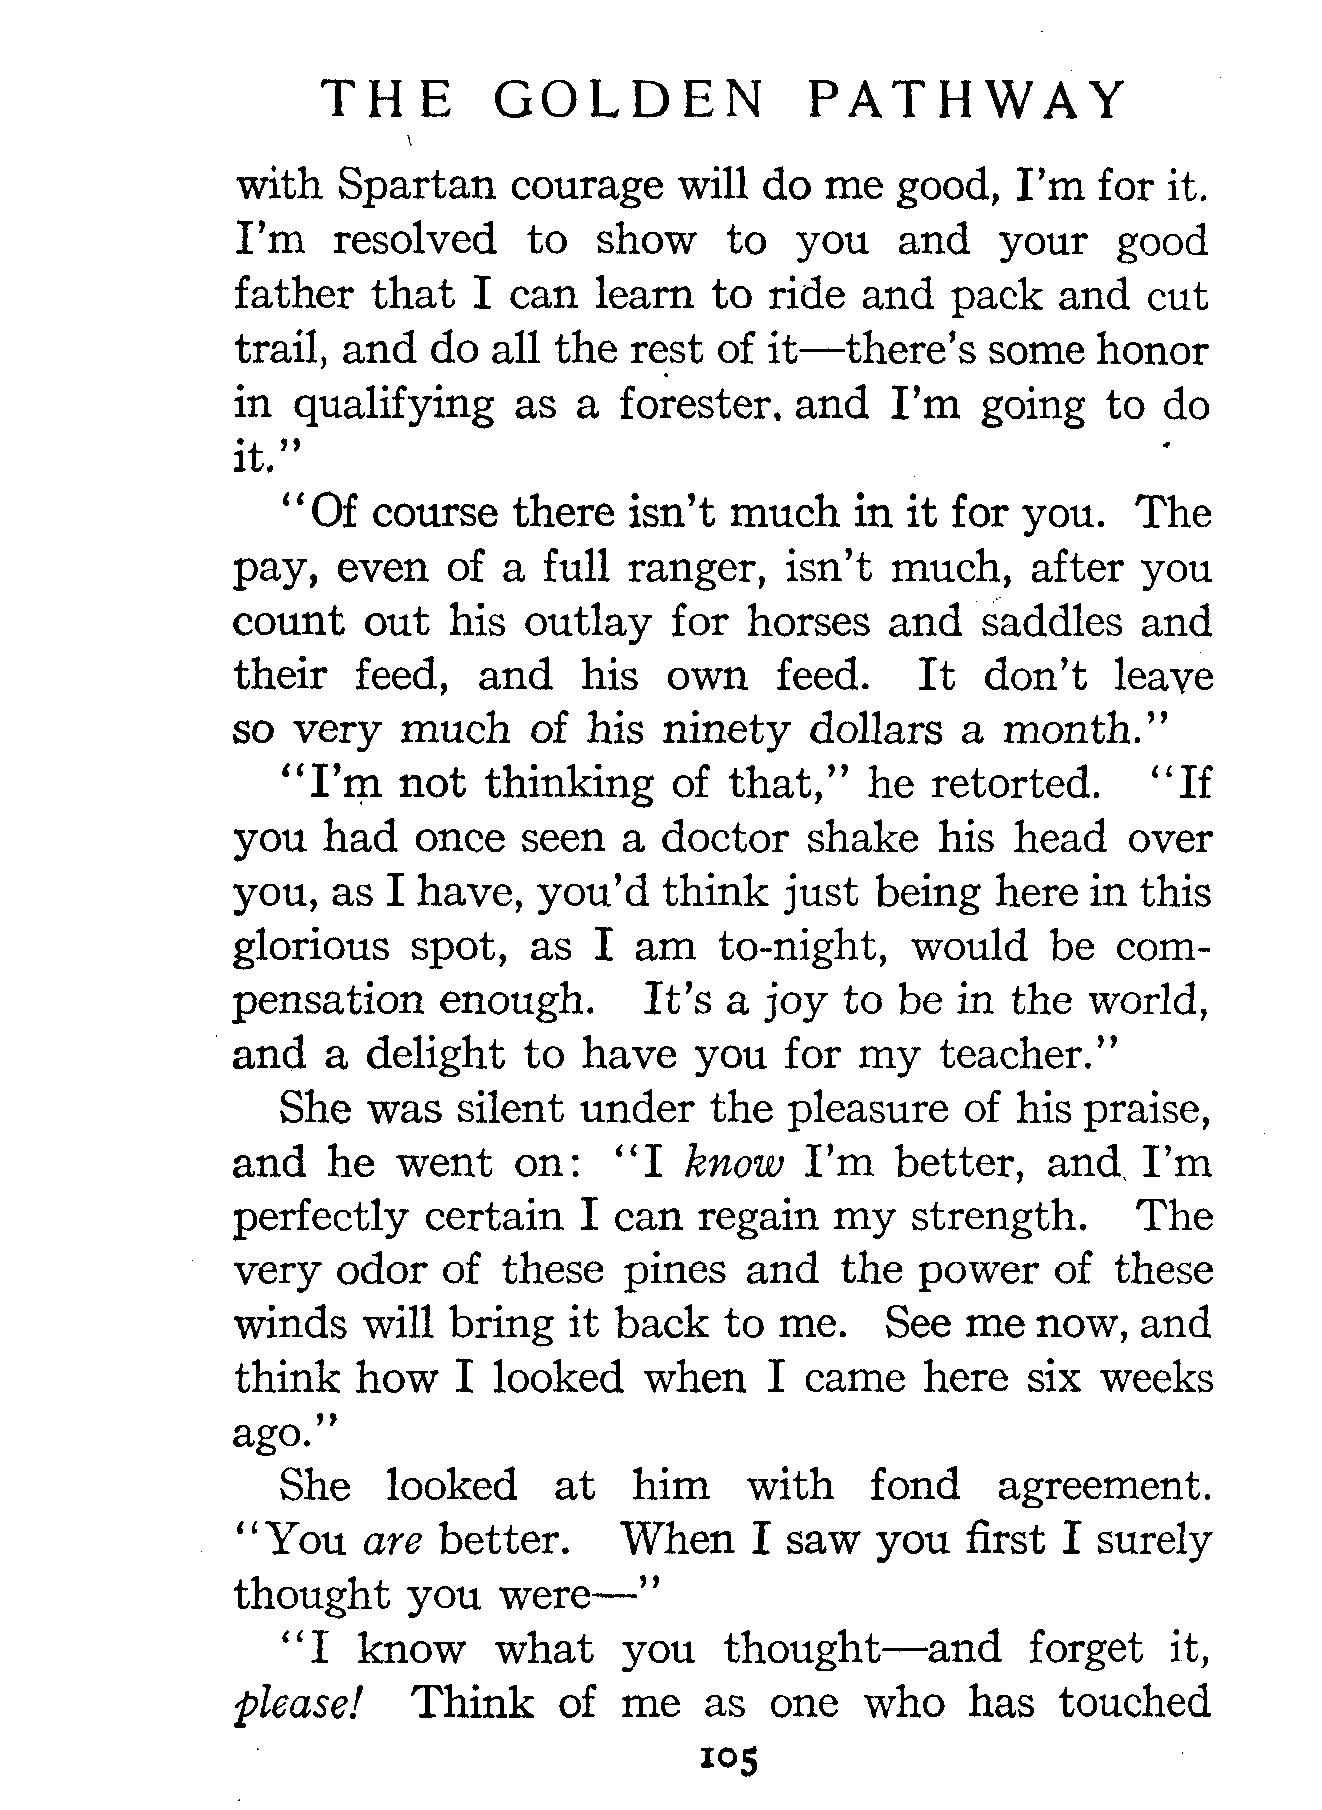 THE GOLDEN PATHWAY
with Spartan courage will do me good, I'm for it.
I'm resolved to show to you and your good
father that I can learn to ride and pack and cut
trail, and do all the rest of it—there's some honor
in qualifying as a forester, and I'm going to do
it."
"Of course there isn't much in it for you. The
pay, even of a full ranger, isn't much, after you
count out his outlay for horses and saddles and
their feed, and his own feed. It don't leave
so very much of his ninety dollars a month."
"I'm not thinking of that," he retorted. "If
you had once seen a doctor shake his head over
you, as I have, you'd think just being here in this
glorious spot, as I am to-night, would be com-
pensation enough. It's a joy to be in the world,
and a delight to have you for my teacher."
She was silent under the pleasure of his praise,
and he went on: "I know I'm better, and I'm
perfectly certain I can regain my strength. The
very odor of these pines and the power of these
winds will bring it back to me. See me now, and
think how I looked when I came here six weeks
ago."
She looked at him with fond agreement.
"You are better. When I saw you first I surely
thought you were—"
"I know what you thought—and forget it,
please! Think of me as one who has touched
105